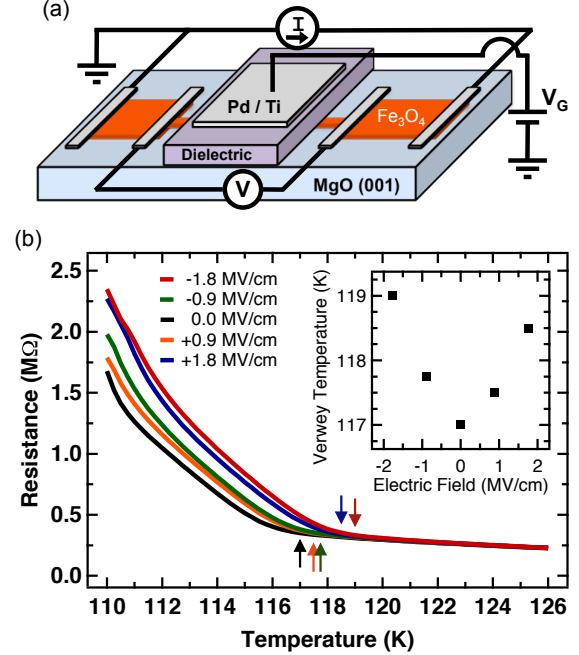 (a)
I
Pd / Ti
Fe₃O₄
V_G
Dielectric
V
MgO (001)
(b)
2.5
2.0
1.5
1.0
0.5
0.0
Resistance (MΩ)
-1.8 MV/cm
-0.9 MV/cm
0.0 MV/cm
+0.9 MV/cm
+1.8 MV/cm
119
118
117
Verwey Temperature (K)
-2 -1 0 1 2
Electric Field (MV/cm)
110 112 114 116 118 120 122 124 126
Temperature (K)